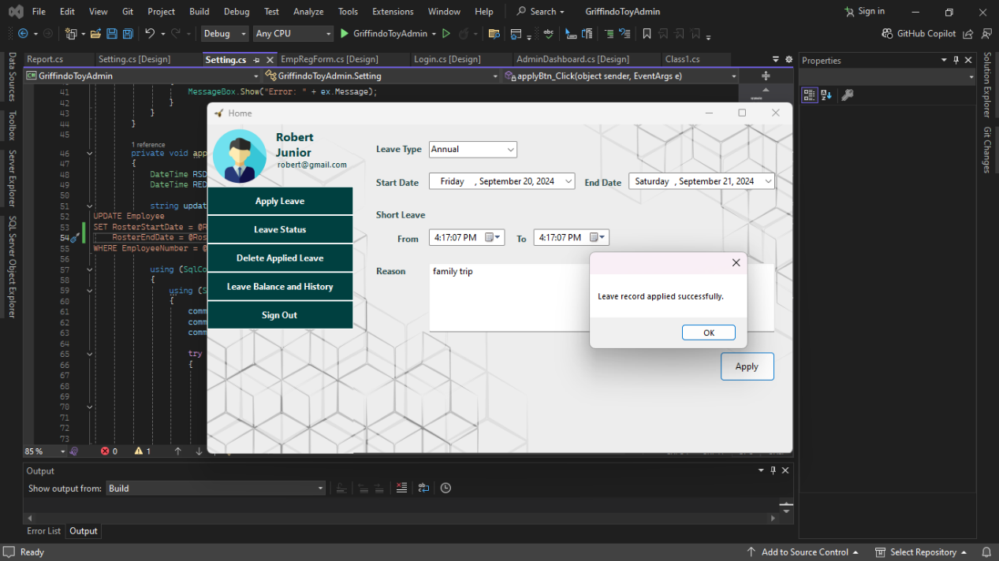 File Edit View Git Project Build Debug Test Analyze Tools Extensions Window Help Search GriffindoToyAdmin Sign in
Debug Any CPU GriffindoToyAdmin GitHub Copilot
Report.cs Setting.cs [Design] Setting.cs EmpRegForm.cs [Design] Login.cs [Design] AdminDashboard.cs [Design] Class1.cs
GriffindoToyAdmin GriffindoToyAdmin.Setting applyBtn_Click(object sender, EventArgs e)
Data Sources
Toolbox
Server Explorer
SQL Server Object Explorer
41 MessageBox.Show("Error: " + ex.Message);
42 }
43 }
44 }
45
1 reference
46 private void app
47 {
48 DateTime RSD
49 DateTime RED
50
51 string updat
52 UPDATE Employee
53 SET RosterStartDate = @R
54 RosterEndDate = @Ros
55 WHERE EmployeeNumber = @
56
57 using (SqlCo
58 {
59 using (S
60 {
61 comm
62 comm
63 comm
64
65 try
66 {
67
68
69
70
71
72
73
85 % 0 1
Home
Robert
Junior
robert@gmail.com
Apply Leave
Leave Status
Delete Applied Leave
Leave Balance and History
Sign Out
Leave Type Annual
Start Date Friday , September 20, 2024 End Date Saturday , September 21, 2024
Short Leave
From 4:17:07 PM To 4:17:07 PM
Reason family trip
Leave record applied successfully.
OK
Apply
Properties
Solution Explorer
Git Changes
Output
Show output from: Build
Error List Output
Ready Add to Source Control Select Repository